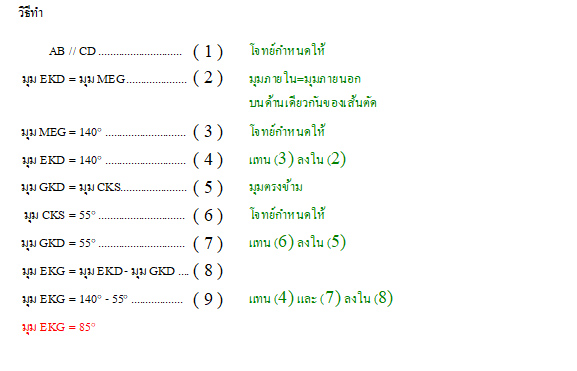 วิธีทำ
AB // CD ............................ ( 1 ) โจทย์กำหนดให้
มุม EKD = มุม MEG..................... ( 2 ) มุมภายใน=มุมภายนอก
บนด้านเดียวกันของเส้นตัด
มุม MEG = 140° ........................... ( 3 ) โจทย์กำหนดให้
มุม EKD = 140° ........................... ( 4 ) แทน (3) ลงใน (2)
มุม GKD = มุม CKS....................... ( 5 ) มุมตรงข้าม
มุม CKS = 55° ............................. ( 6 ) โจทย์กำหนดให้
มุม GKD = 55° ............................. ( 7 ) แทน (6) ลงใน (5)
มุม EKG = มุม EKD- มุม GKD .... ( 8 )
มุม EKG = 140° - 55° .................. ( 9 ) แทน (4) และ (7) ลงใน (8)
มุม EKG = 85°